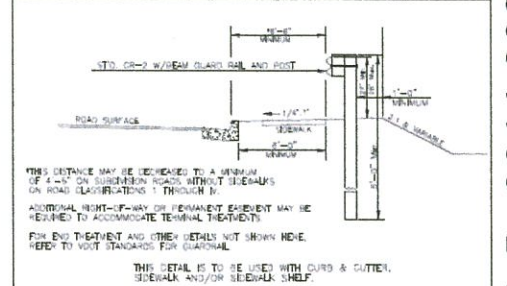 MINIMUM
STD. GR-2 W/BEAM GUARD RAIL AND POST
1'-0"
MINIMUM
ROAD SURFACE
1/4":1'
SIDEWALK
2:1 @ VARIABLE
MINIMUM
*THIS DISTANCE MAY BE DECREASED TO A MINIMUM
OF 4'-6" ON SUBDIVISION ROADS WITHOUT SIDEWALKS
ON ROAD CLASSIFICATIONS 1 THROUGH IV.
ADDITIONAL RIGHT-OF-WAY OR PERMANENT EASEMENT MAY BE
REQUIRED TO ACCOMMODATE TERMINAL TREATMENTS.
FOR END TREATMENT AND OTHER DETAILS NOT SHOWN HERE,
REFER TO VDOT STANDARDS FOR GUARDRAIL
THIS DETAIL IS TO BE USED WITH CURB & GUTTER,
SIDEWALK AND/OR SIDEWALK SHELF.